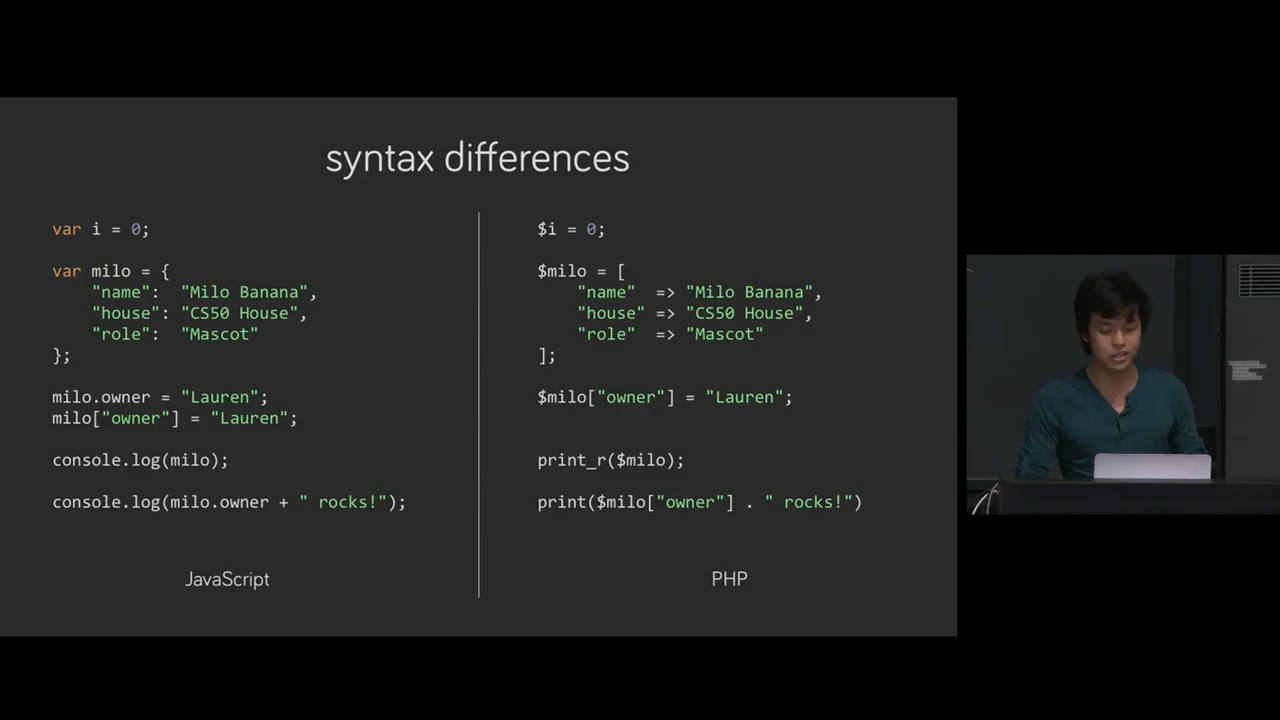 syntax differences
var i = 0;
var milo = {
    "name":  "Milo Banana",
    "house": "CS50 House",
    "role":  "Mascot"
};
milo.owner = "Lauren";
milo["owner"] = "Lauren";
console.log(milo);
console.log(milo.owner + " rocks!");
JavaScript
$i = 0;
$milo = [
    "name"  => "Milo Banana",
    "house" => "CS50 House",
    "role"  => "Mascot"
];
$milo["owner"] = "Lauren";
print_r($milo);
print($milo["owner"] . " rocks!")
PHP